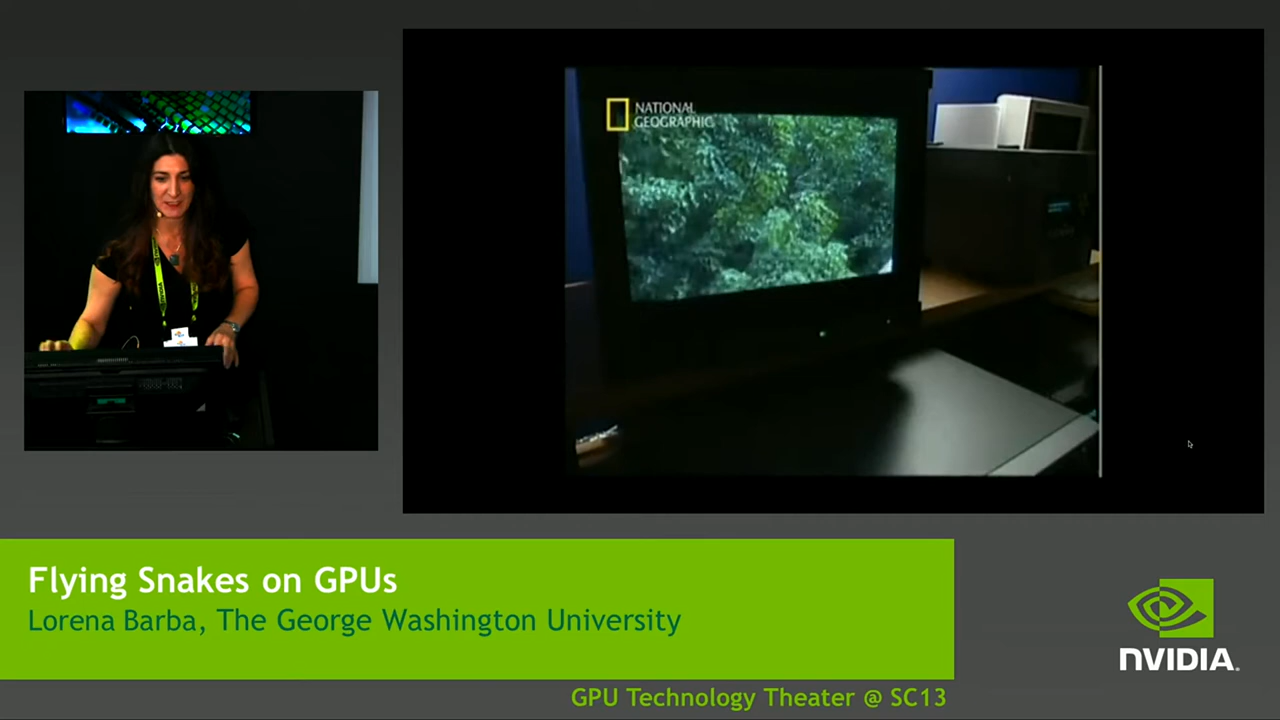 NATIONAL
GEOGRAPHIC
Flying Snakes on GPUs
Lorena Barba, The George Washington University
NVIDIA.
GPU Technology Theater @ SC13